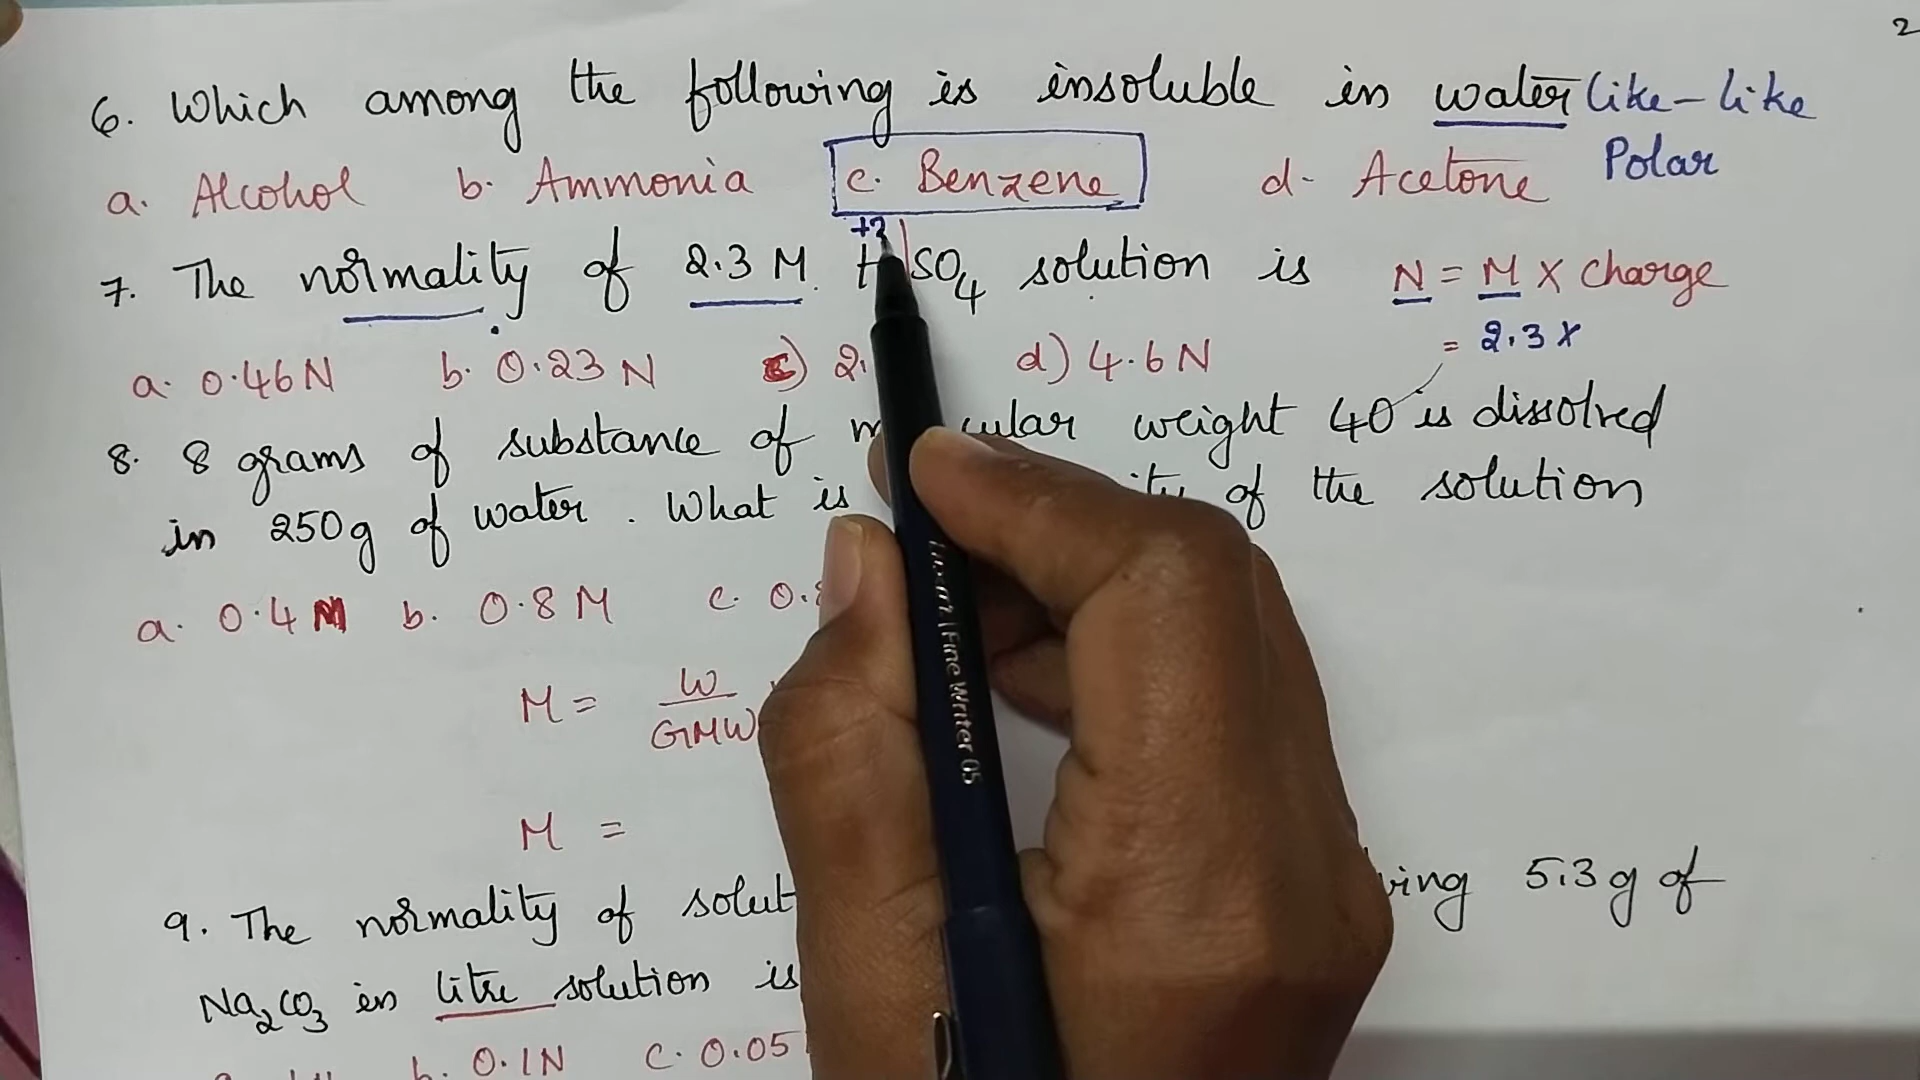 2
6. Which among the following is insoluble in water like-like
a. Alcohol b. Ammonia c. Benzene d. Acetone Polar
7. The normality of 2.3 M H SO4 solution is N = M X charge
= 2.3 X
a. 0.46N b. 0.23 N c) 2. d) 4.6 N
8. 8 grams of substance of weight 40 is dissolved
in 250g of water. What is of the solution
a. 0.4 M b. 0.8 M c. 0.
M = W
GMW
M =
9. The normality of 5.3 g of
Na2CO3 in litre solution is
b. 0.1N c. 0.05